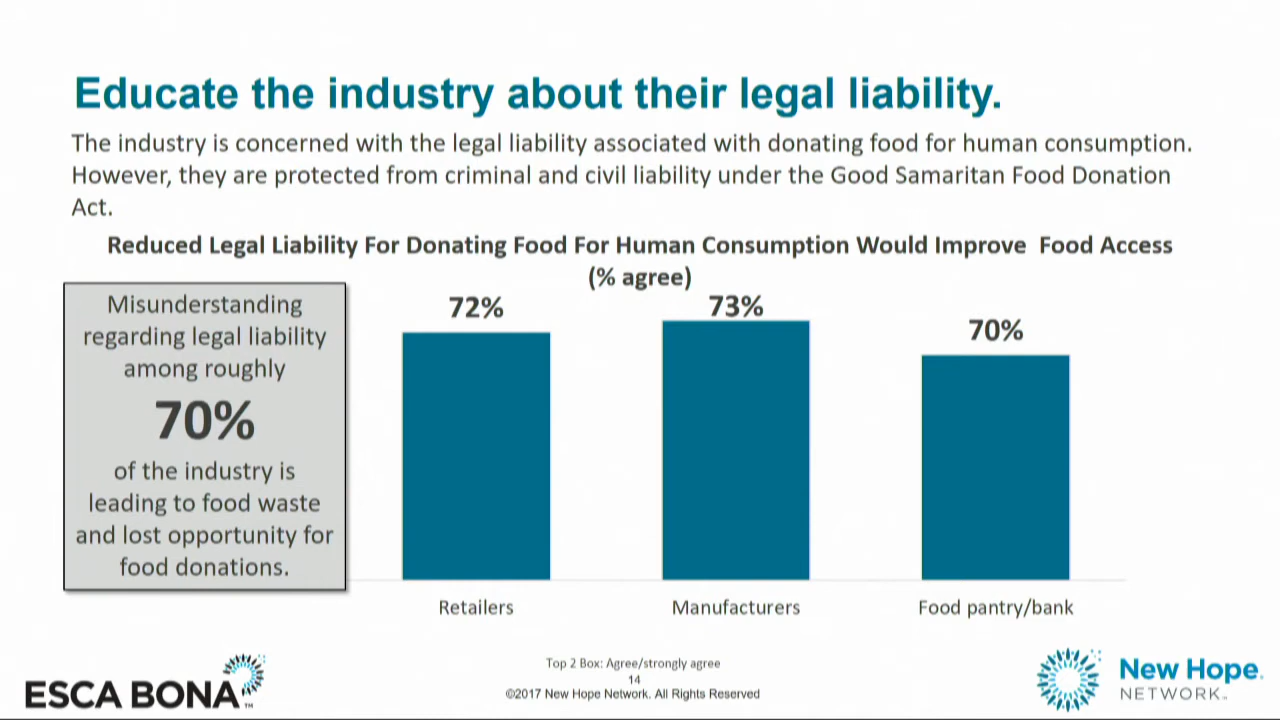 Educate the industry about their legal liability.
The industry is concerned with the legal liability associated with donating food for human consumption.
However, they are protected from criminal and civil liability under the Good Samaritan Food Donation
Act.
Reduced Legal Liability For Donating Food For Human Consumption Would Improve Food Access
(% agree)
Misunderstanding
regarding legal liability
among roughly
70%
of the industry is
leading to food waste
and lost opportunity for
food donations.
72%
73%
70%
Retailers
Manufacturers
Food pantry/bank
Top 2 Box: Agree/strongly agree
14
©2017 New Hope Network. All Rights Reserved
ESCA BONA™
New Hope.
NETWORK™